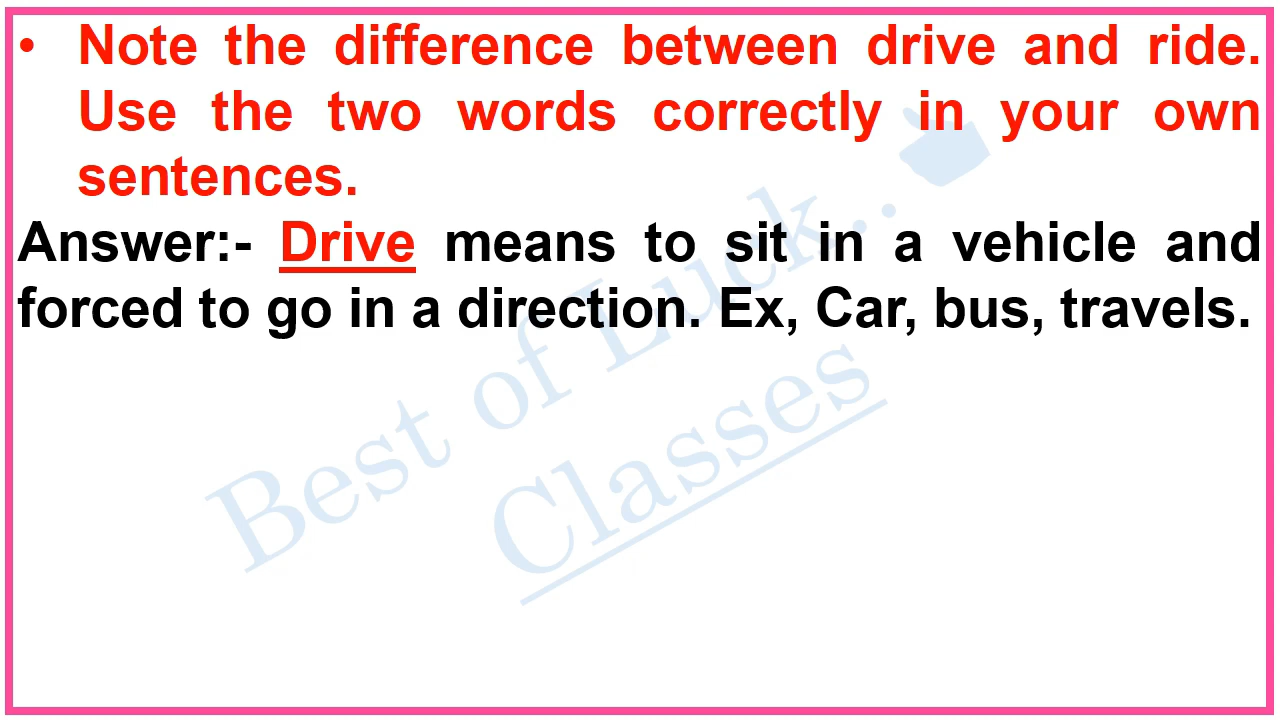 • Note the difference between drive and ride.
Use the two words correctly in your own
sentences.
Answer:- Drive means to sit in a vehicle and
forced to go in a direction. Ex, Car, bus, travels.
Best of Luck..
Classes